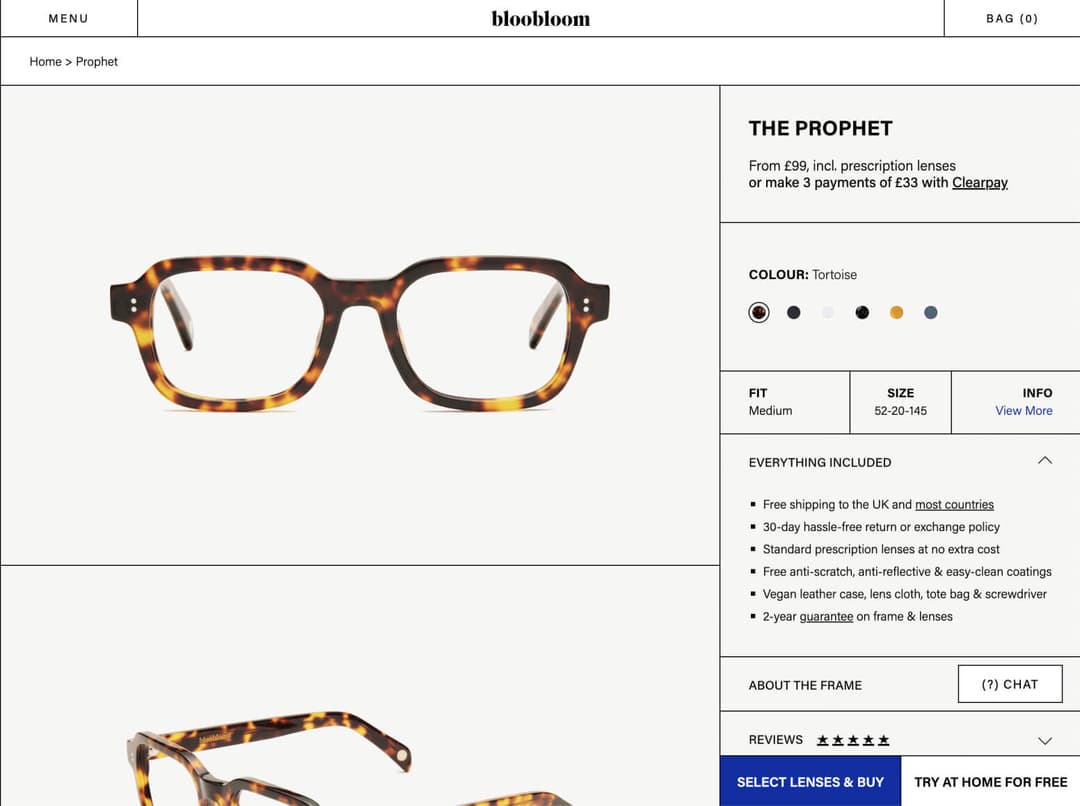 MENU
bloobloom
BAG (0)
Home > Prophet
THE PROPHET
From £99, incl. prescription lenses
or make 3 payments of £33 with Clearpay
COLOUR: Tortoise
FIT
Medium
SIZE
52-20-145
INFO
View More
EVERYTHING INCLUDED
Free shipping to the UK and most countries
30-day hassle-free return or exchange policy
Standard prescription lenses at no extra cost
Free anti-scratch, anti-reflective & easy-clean coatings
Vegan leather case, lens cloth, tote bag & screwdriver
2-year guarantee on frame & lenses
ABOUT THE FRAME
(?) CHAT
REVIEWS ★★★★★
SELECT LENSES & BUY
TRY AT HOME FOR FREE
bloobloom